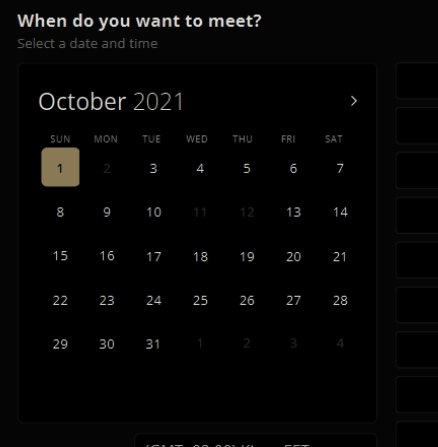 When do you want to meet?
Select a date and time
October 2021
SUN MON TUE WED THU FRI SAT
1 2 3 4 5 6 7
8 9 10 11 12 13 14
15 16 17 18 19 20 21
22 23 24 25 26 27 28
29 30 31 1 2 3 4